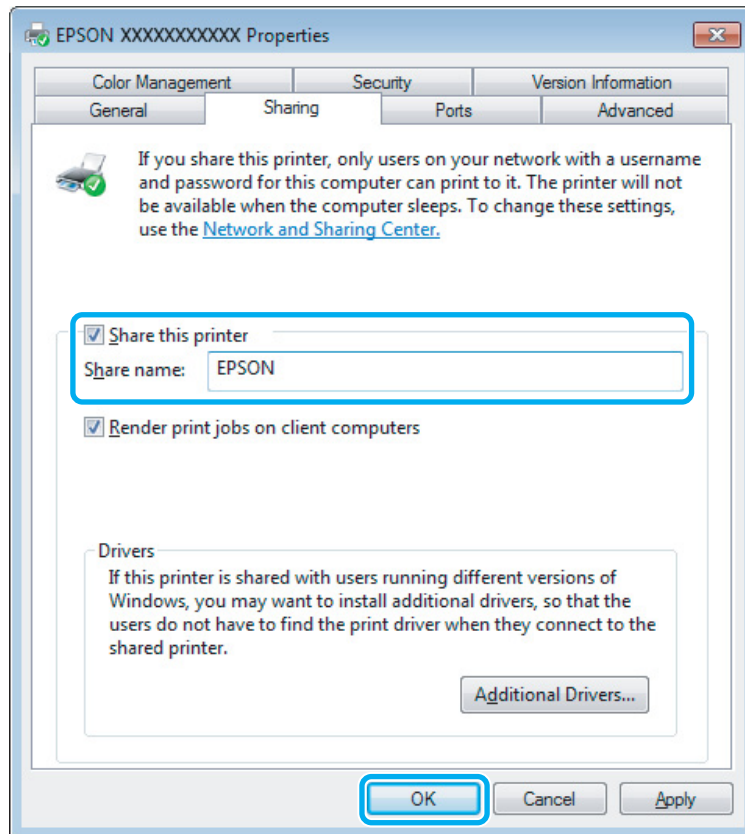 EPSON XXXXXXXXXXX Properties
Color Management Security Version Information
General Sharing Ports Advanced
If you share this printer, only users on your network with a username
and password for this computer can print to it. The printer will not
be available when the computer sleeps. To change these settings,
use the Network and Sharing Center.
Share this printer
Share name: EPSON
Render print jobs on client computers
Drivers
If this printer is shared with users running different versions of
Windows, you may want to install additional drivers, so that the
users do not have to find the print driver when they connect to the
shared printer.
Additional Drivers...
OK Cancel Apply